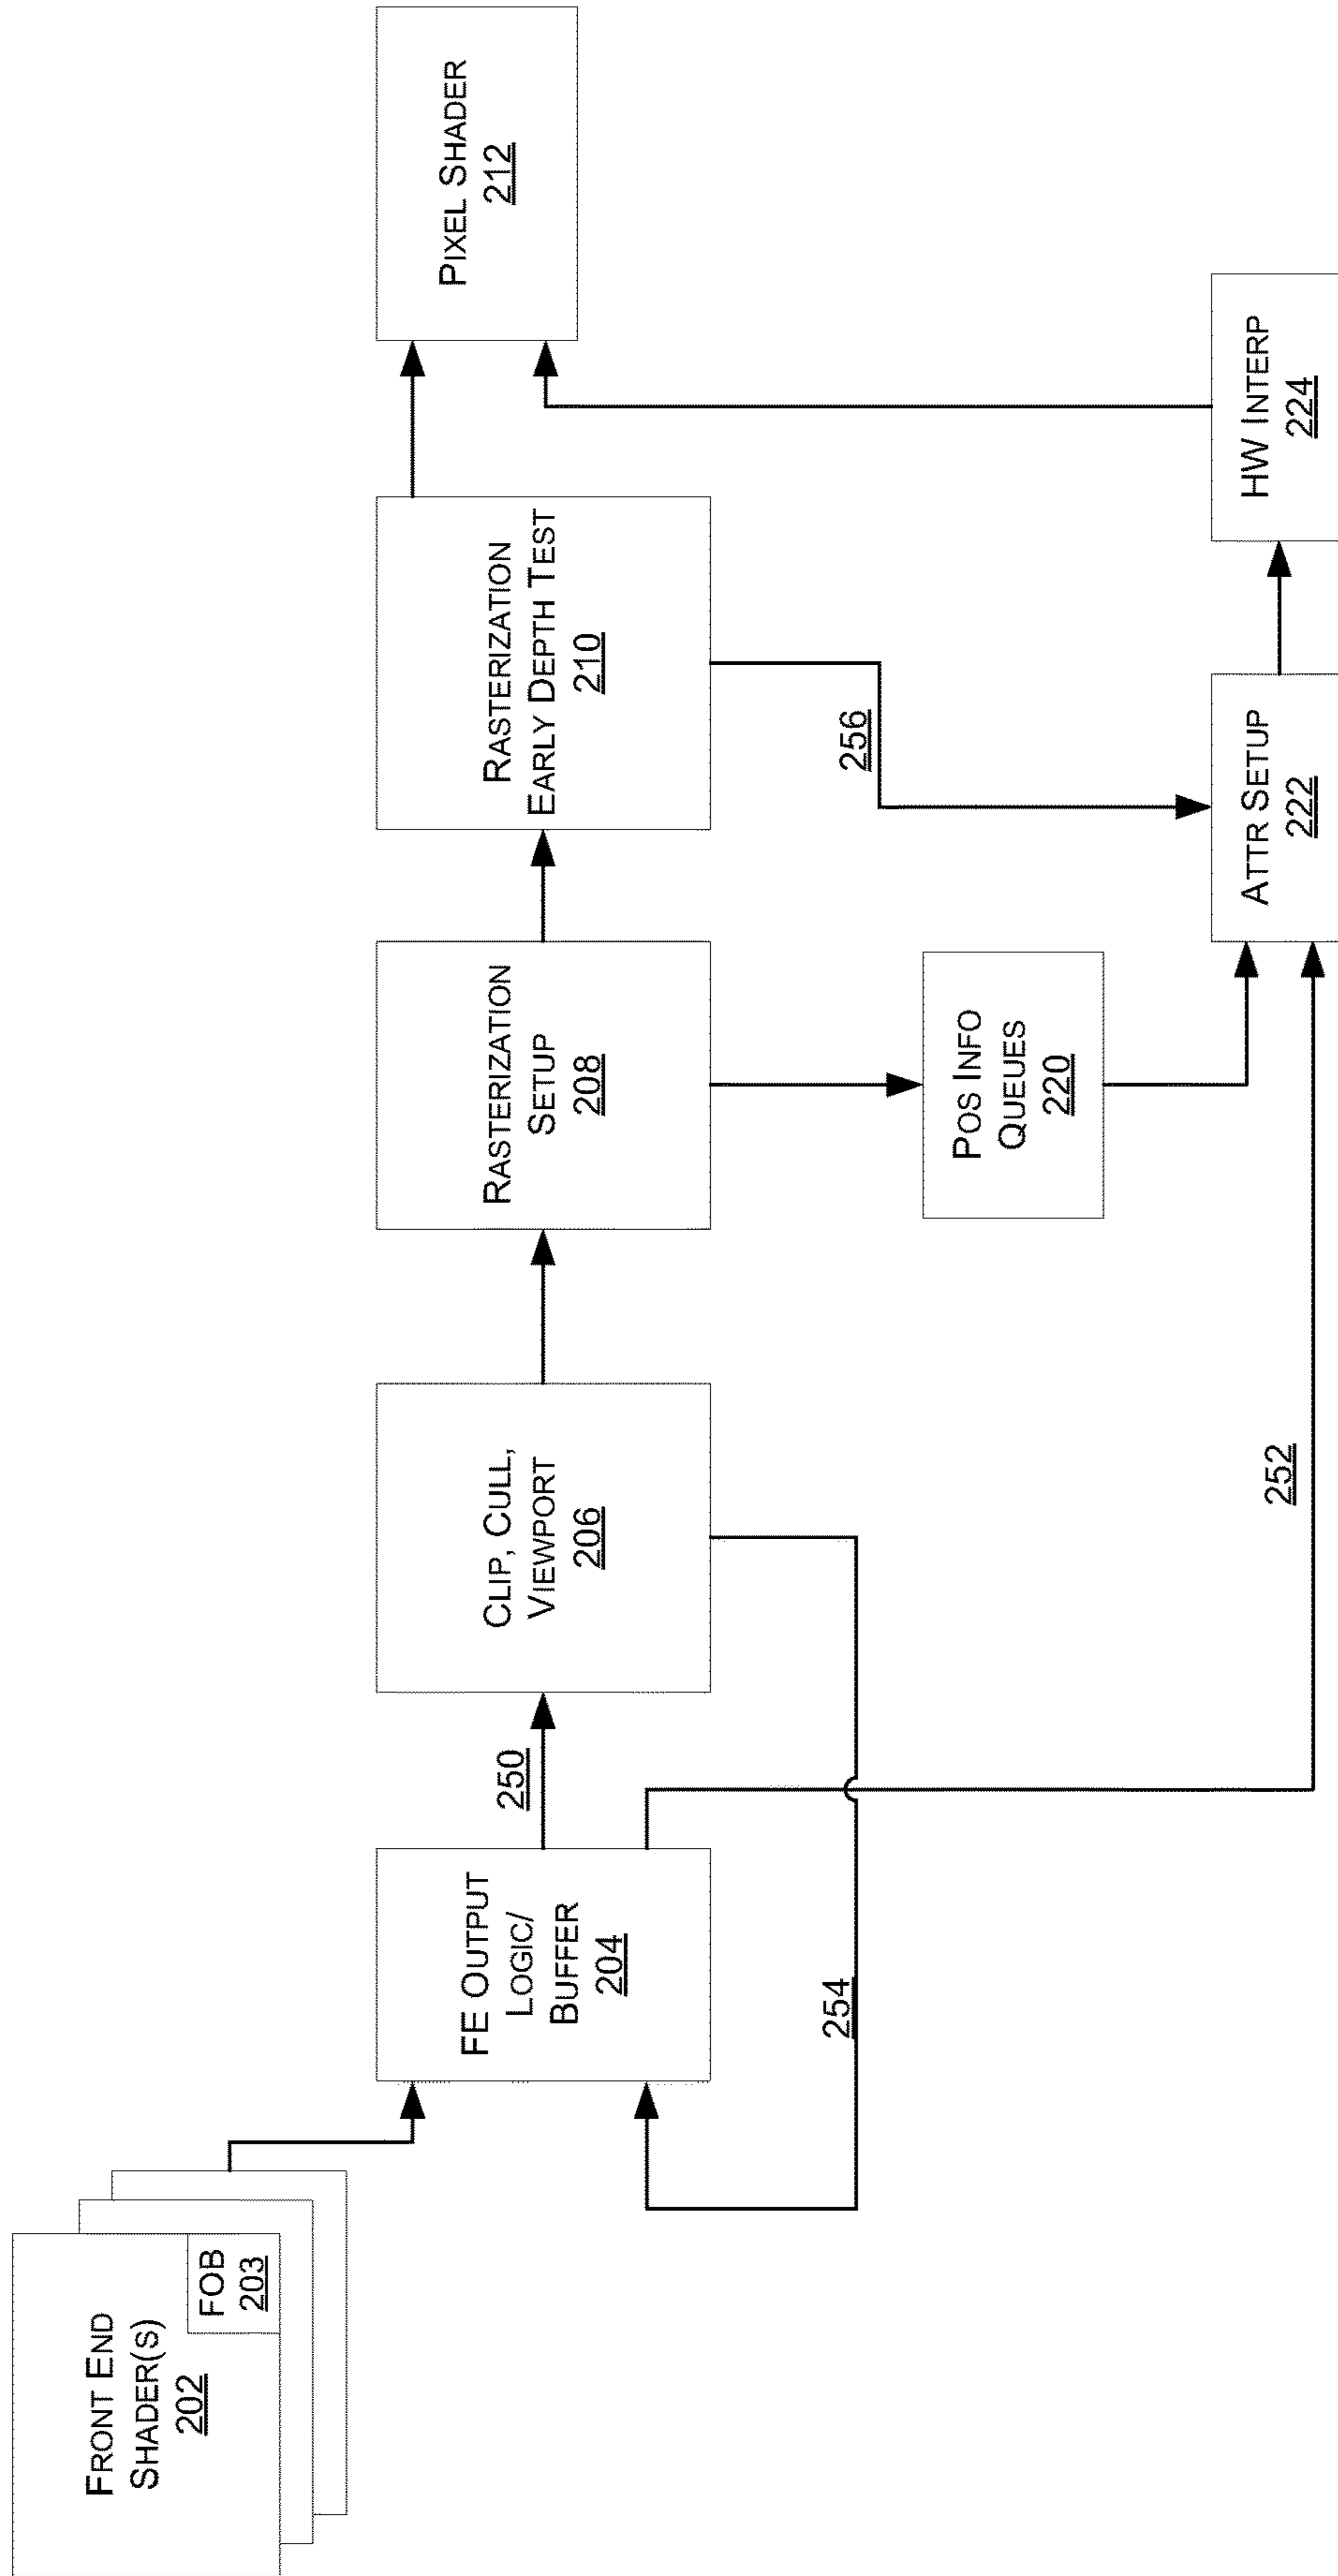 FRONT END
SHADER(S)
202
FOB
203
FE OUTPUT
LOGIC/
BUFFER
204
250
CLIP, CULL,
VIEWPORT
206
RASTERIZATION
SETUP
208
RASTERIZATION
EARLY DEPTH TEST
210
PIXEL SHADER
212
254
POS INFO
QUEUES
220
256
252
ATTR SETUP
222
HW INTERP
224